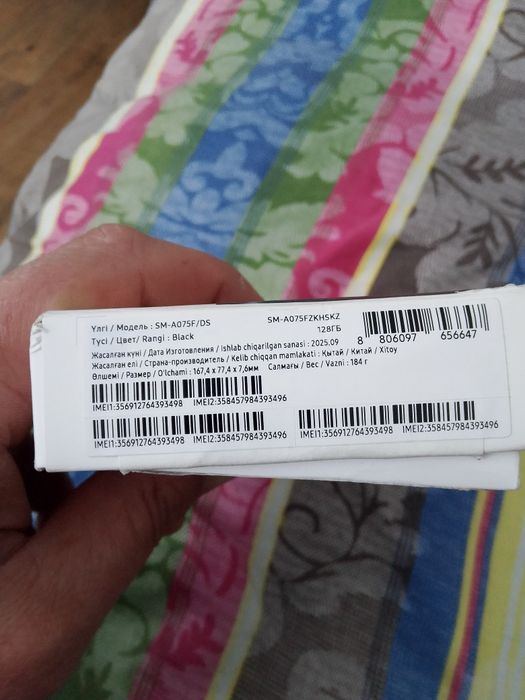 Үлгі / Модель : SM-A075F/DS SM-A075FZKHSKZ
Түсі / Цвет/ Rangi : Black 128ГБ
Жасалған күні / Дата Изготовления / Ishlab chiqarilgan sanasi : 2025.09
Жасалған елі / Страна-производитель / Kelib chiqqan mamlakati : Қытай / Китай / Xitoy
Өлшемі / Размер / O'lchami : 167,4 x 77,4 x 7,6мм Салмағы / Вес / Vazni : 184 г
8 806097 656647
IMEI1:356912764393498 IMEI2:358457984393496
IMEI1:356912764393498 IMEI2:358457984393496 IMEI1:356912764393498 IMEI2:358457984393496